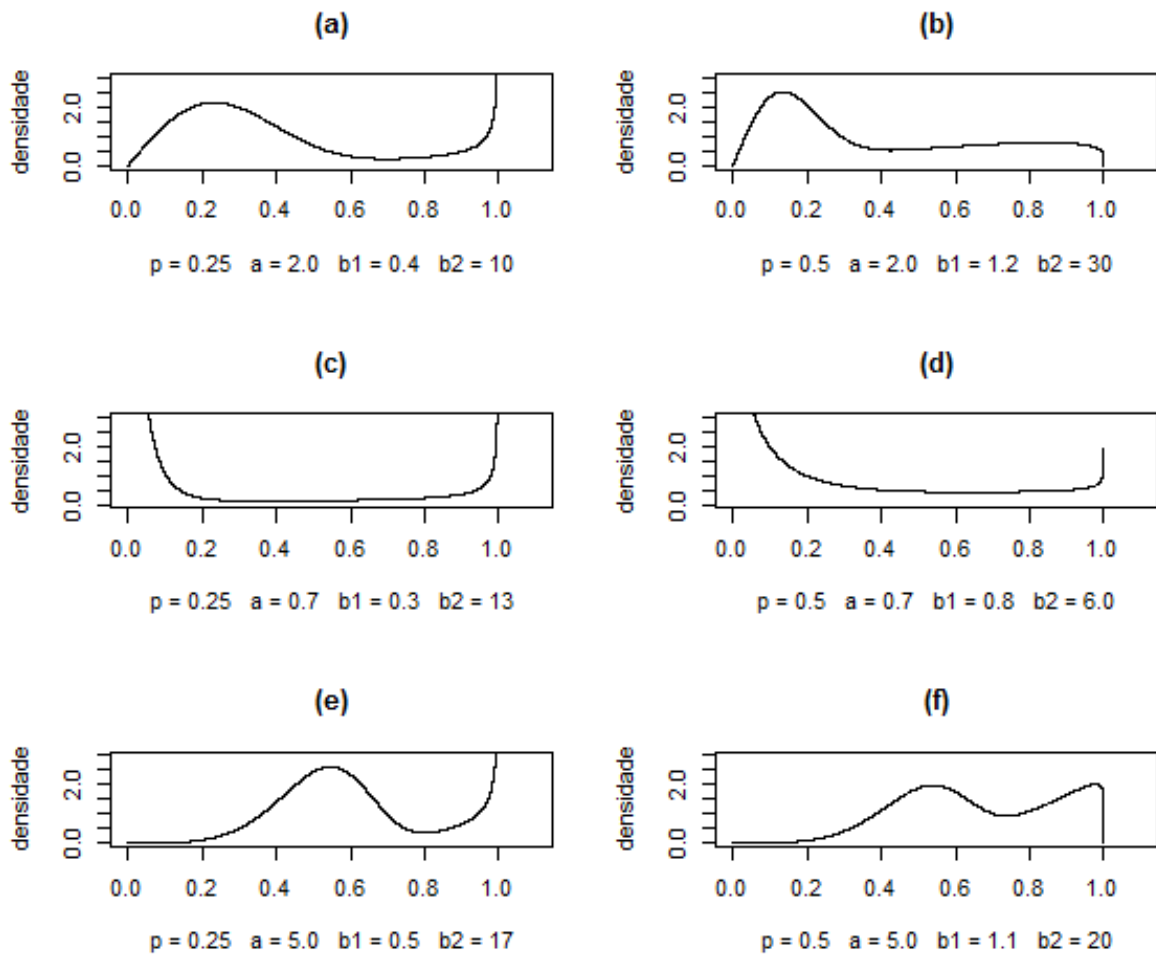 (a)
densidade
0.0 2.0
0.0 0.2 0.4 0.6 0.8 1.0
p = 0.25 a = 2.0 b1 = 0.4 b2 = 10
(b)
densidade
0.0 2.0
0.0 0.2 0.4 0.6 0.8 1.0
p = 0.5 a = 2.0 b1 = 1.2 b2 = 30
(c)
densidade
0.0 2.0
0.0 0.2 0.4 0.6 0.8 1.0
p = 0.25 a = 0.7 b1 = 0.3 b2 = 13
(d)
densidade
0.0 2.0
0.0 0.2 0.4 0.6 0.8 1.0
p = 0.5 a = 0.7 b1 = 0.8 b2 = 6.0
(e)
densidade
0.0 2.0
0.0 0.2 0.4 0.6 0.8 1.0
p = 0.25 a = 5.0 b1 = 0.5 b2 = 17
(f)
densidade
0.0 2.0
0.0 0.2 0.4 0.6 0.8 1.0
p = 0.5 a = 5.0 b1 = 1.1 b2 = 20